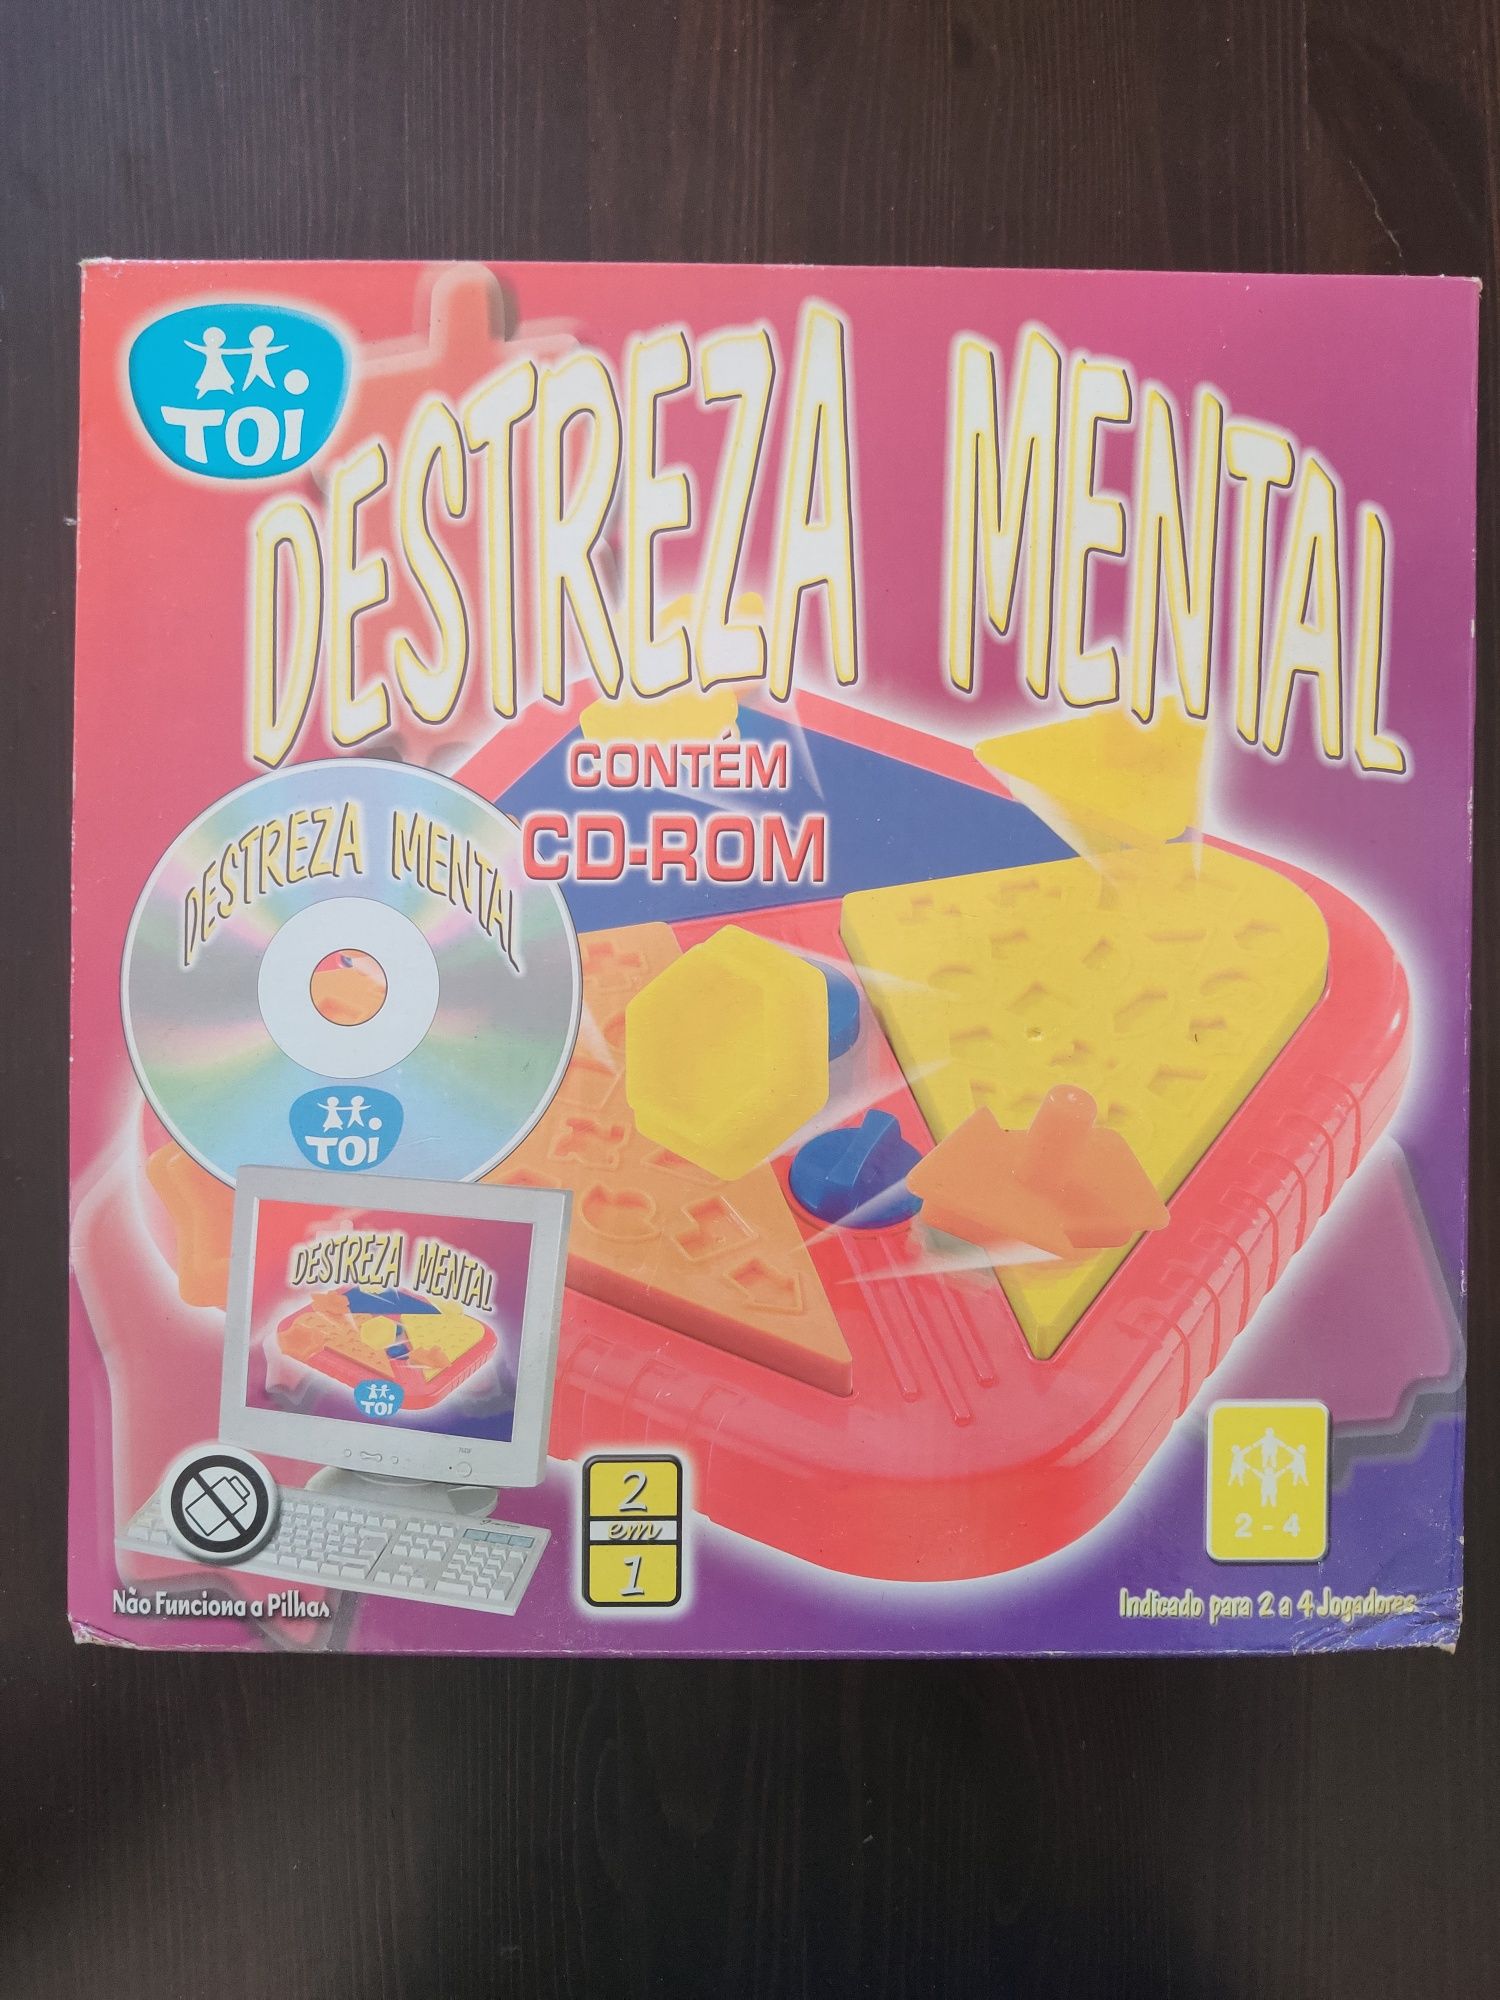 TOI
DESTREZA MENTAL
CONTÉM
CD-ROM
DESTREZA MENTAL
TOI
DESTREZA MENTAL
TOI
2
em
1
2 - 4
Não Funciona a Pilhas
Indicado para 2 a 4 Jogadores